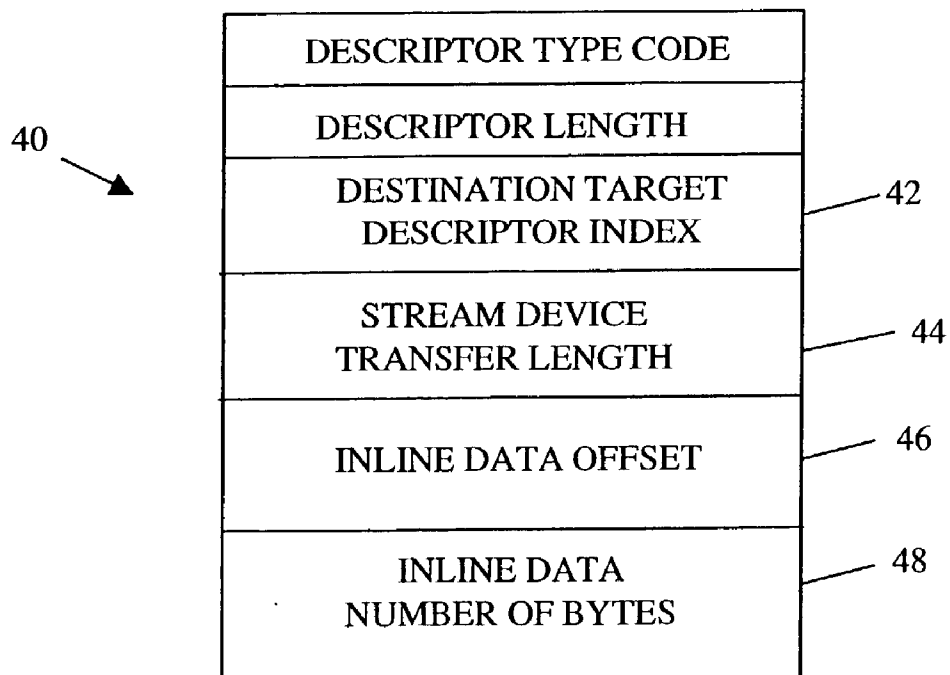 DESCRIPTOR TYPE CODE
DESCRIPTOR LENGTH
40
DESTINATION TARGET
DESCRIPTOR INDEX
42
STREAM DEVICE
TRANSFER LENGTH
44
INLINE DATA OFFSET
46
INLINE DATA
NUMBER OF BYTES
48